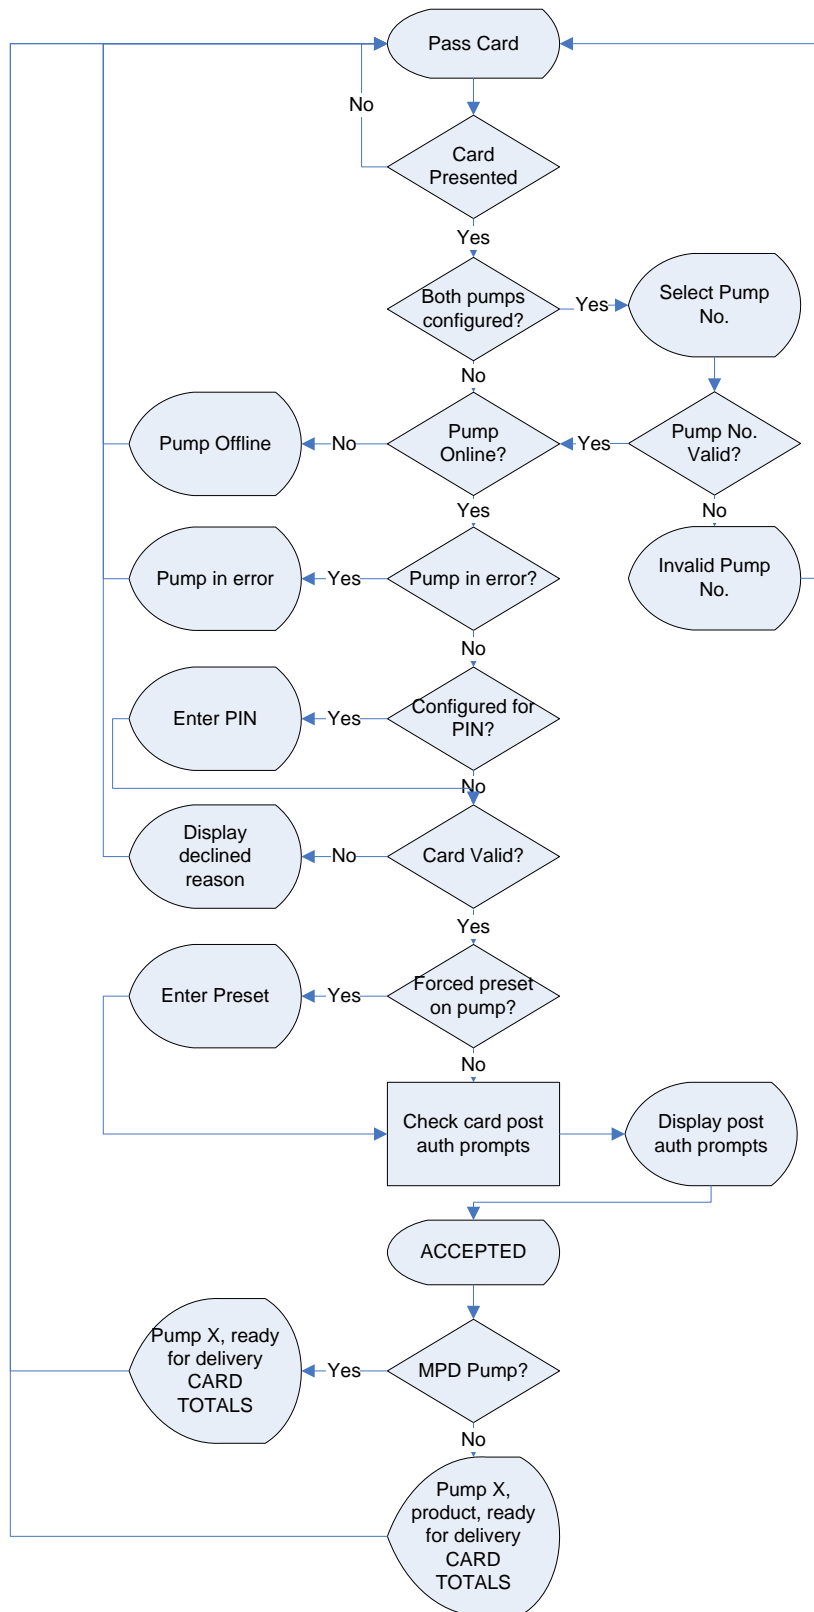 Pass Card
No
Card
Presented
Yes
Both pumps
configured?
Yes
Select Pump
No.
No
Pump Offline
No
Pump
Online?
Yes
Pump No.
Valid?
Yes
No
Pump in error
Yes
Pump in error?
Invalid Pump
No.
No
Enter PIN
Yes
Configured for
PIN?
No
Display
declined
reason
No
Card Valid?
Yes
Enter Preset
Yes
Forced preset
on pump?
No
Check card post
auth prompts
Display post
auth prompts
ACCEPTED
Pump X, ready
for delivery
CARD
TOTALS
Yes
MPD Pump?
No
Pump X,
product, ready
for delivery
CARD
TOTALS